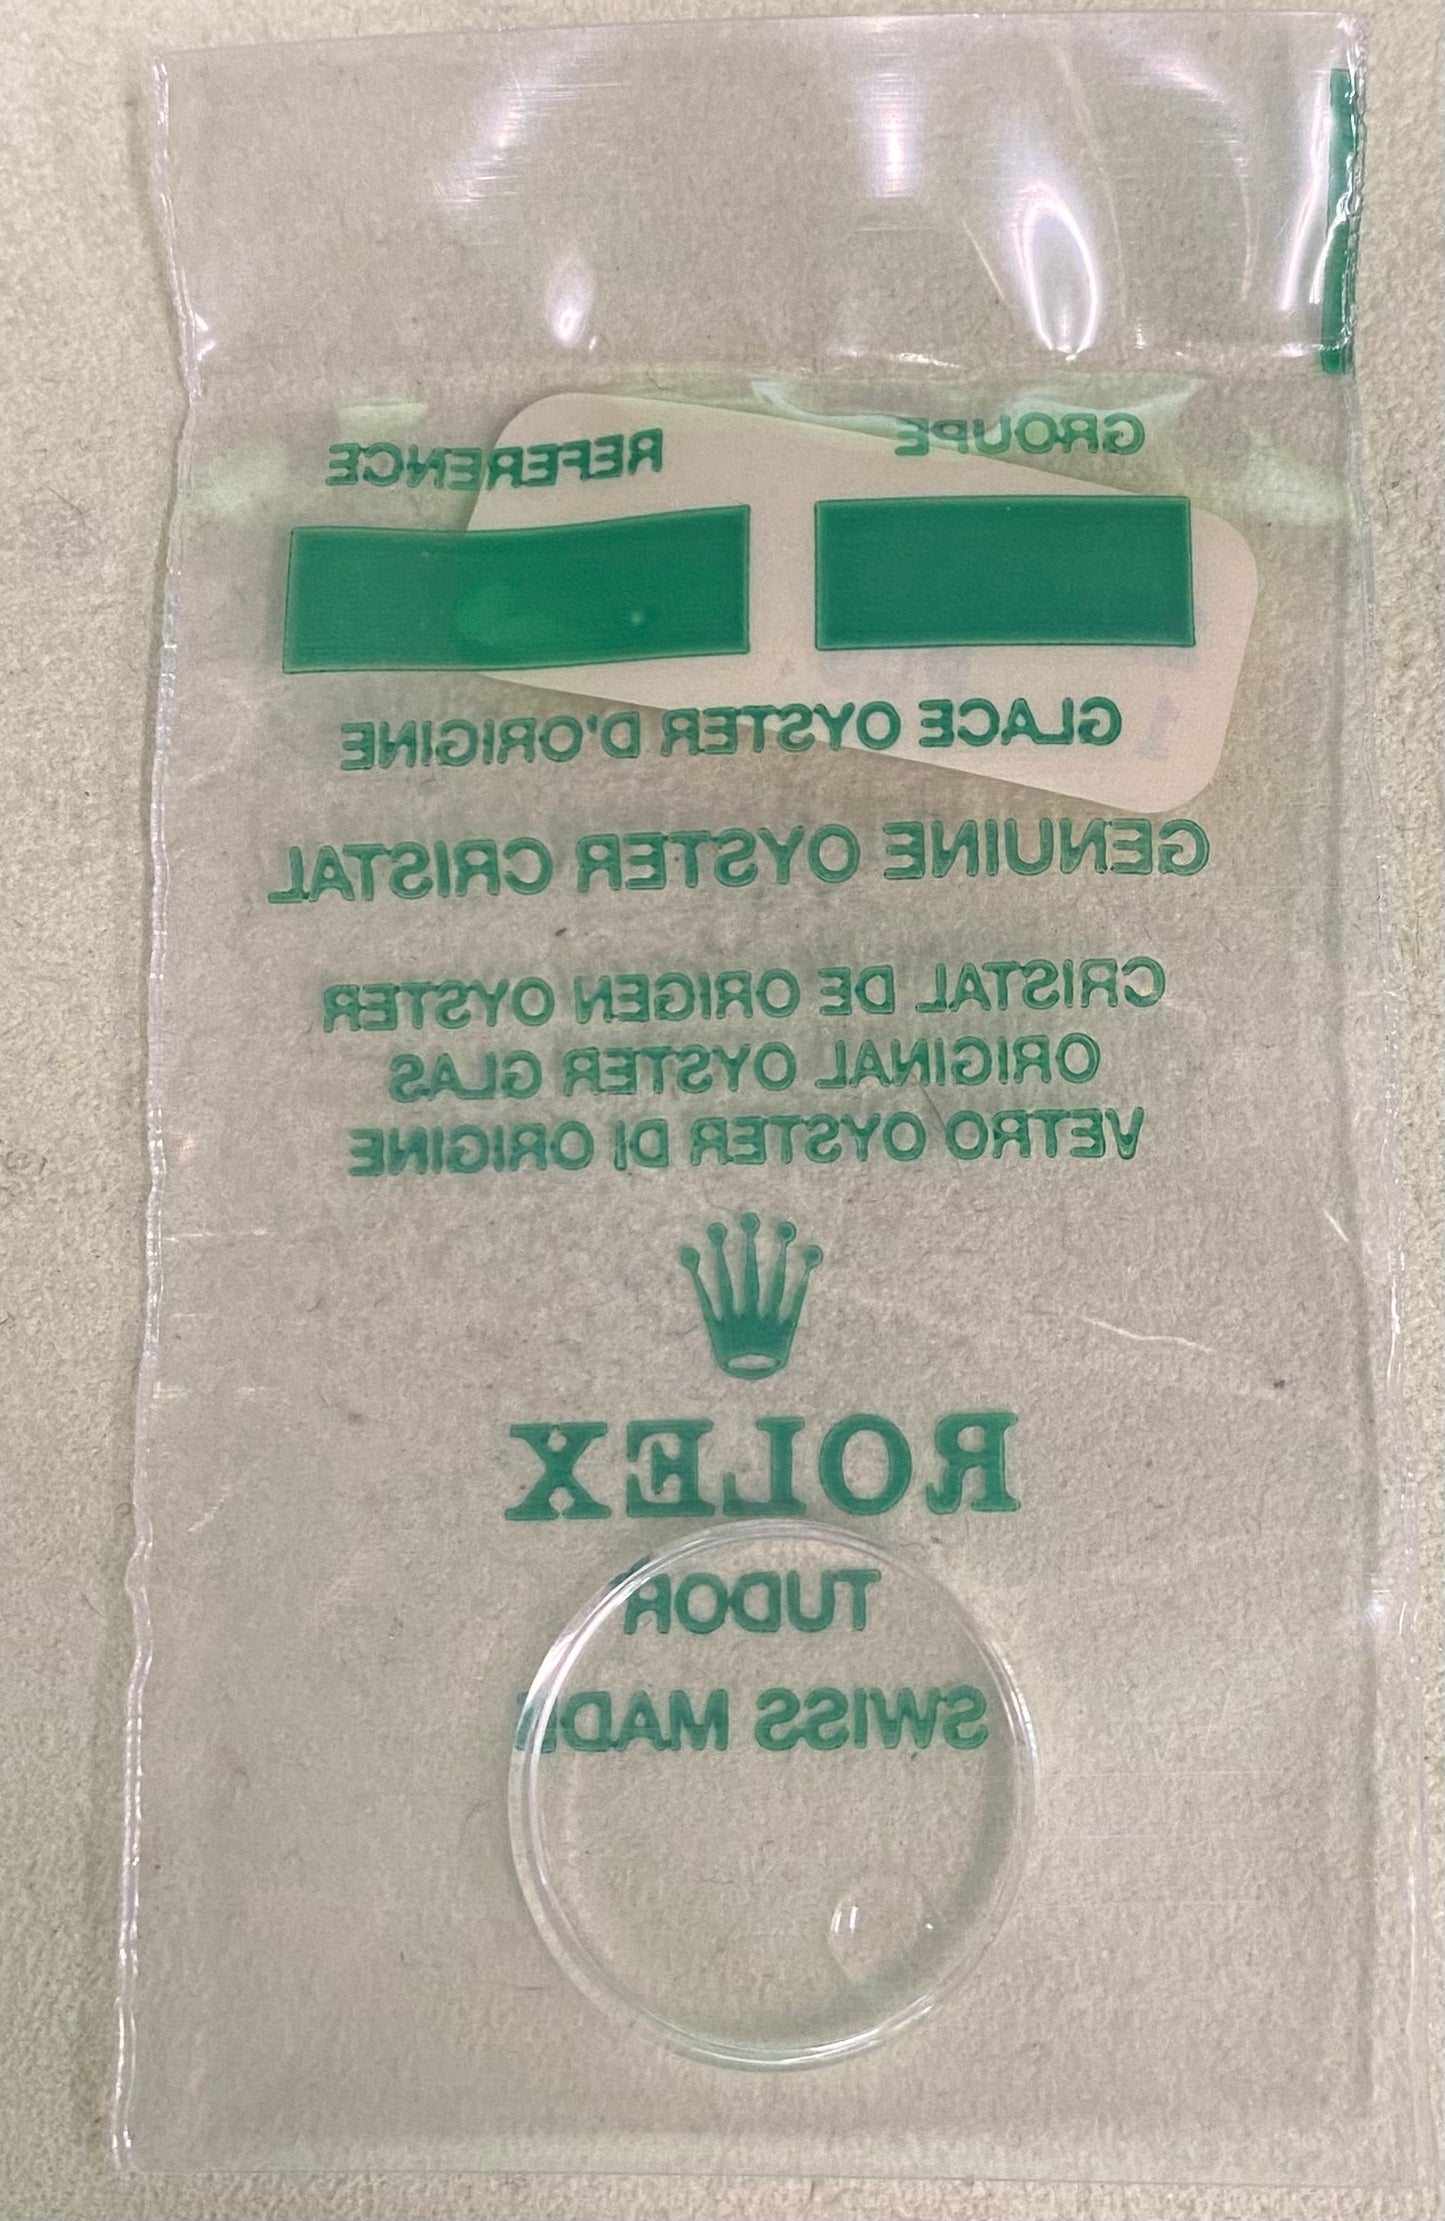 GROUPE REFERENCE
GLACE OYSTER D'ORIGINE
GENUINE OYSTER CRISTAL
CRISTAL DE ORIGEN OYSTER
ORIGINAL OYSTER GLAS
VETRO OYSTER DI ORIGINE
ROLEX
TUDOR
SWISS MADE